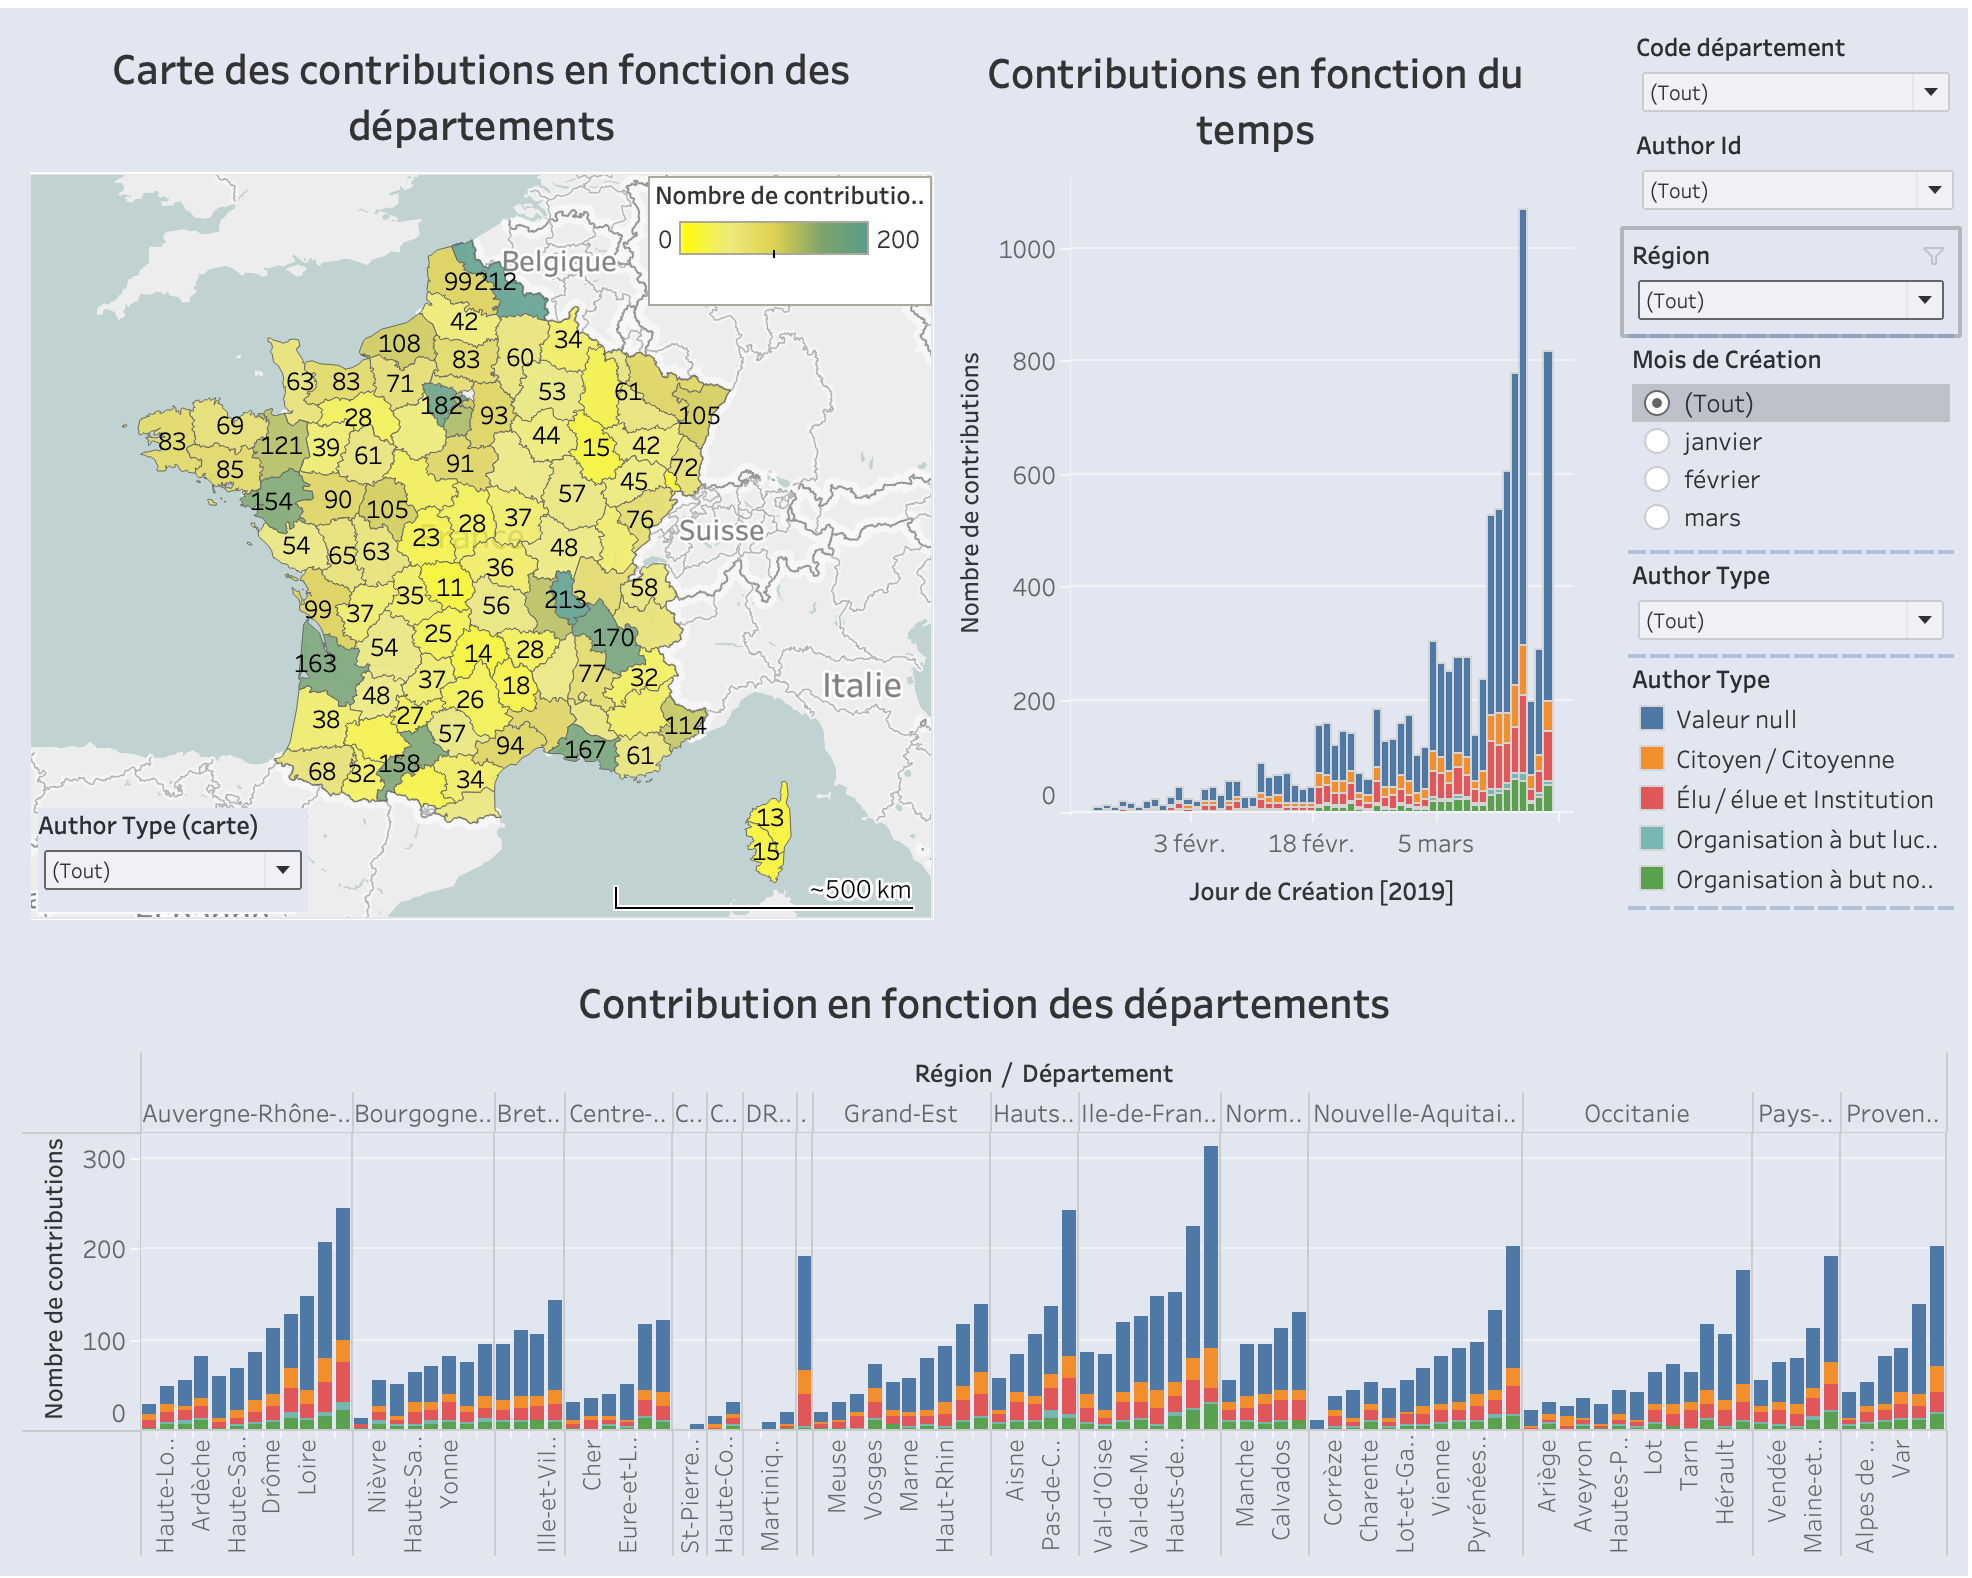 Carte des contributions en fonction des
départements
Nombre de contributio..
0
200
Belgique
Suisse
Italie
France
99
212
42
34
108
83
60
63
83
71
53
61
182
93
105
28
69
44
15
42
83
121
39
61
85
91
72
45
154
90
105
57
76
28
37
23
54
65
63
48
36
11
58
35
56
213
99
37
25
170
54
14
28
163
37
77
32
48
26
18
38
27
57
114
94
167
61
68
32
158
34
13
15
Author Type (carte)
(Tout)
~500 km
Contributions en fonction du
temps
Nombre de contributions
1000
800
600
400
200
0
3 févr.
18 févr.
5 mars
Jour de Création [2019]
Code département
(Tout)
Author Id
(Tout)
Région
(Tout)
Mois de Création
(Tout)
janvier
février
mars
Author Type
(Tout)
Author Type
Valeur null
Citoyen / Citoyenne
Élu / élue et Institution
Organisation à but luc..
Organisation à but no..
Contribution en fonction des départements
Région / Département
Auvergne-Rhône-..
Bourgogne..
Bret..
Centre-..
C..
C..
DR..
.
Grand-Est
Hauts..
Ile-de-Fran..
Norm..
Nouvelle-Aquitai..
Occitanie
Pays-..
Proven..
Nombre de contributions
300
200
100
0
Haute-Lo..
Ardèche
Haute-Sa..
Drôme
Loire
Nièvre
Haute-Sa..
Yonne
Ille-et-Vil..
Cher
Eure-et-L..
St-Pierre..
Haute-Co..
Martiniq..
Meuse
Vosges
Marne
Haut-Rhin
Aisne
Pas-de-C..
Val-d'Oise
Val-de-M..
Hauts-de..
Manche
Calvados
Corrèze
Charente
Lot-et-Ga..
Vienne
Pyrénées..
Ariège
Aveyron
Hautes-P..
Lot
Tarn
Hérault
Vendée
Maine-et..
Alpes de ..
Var